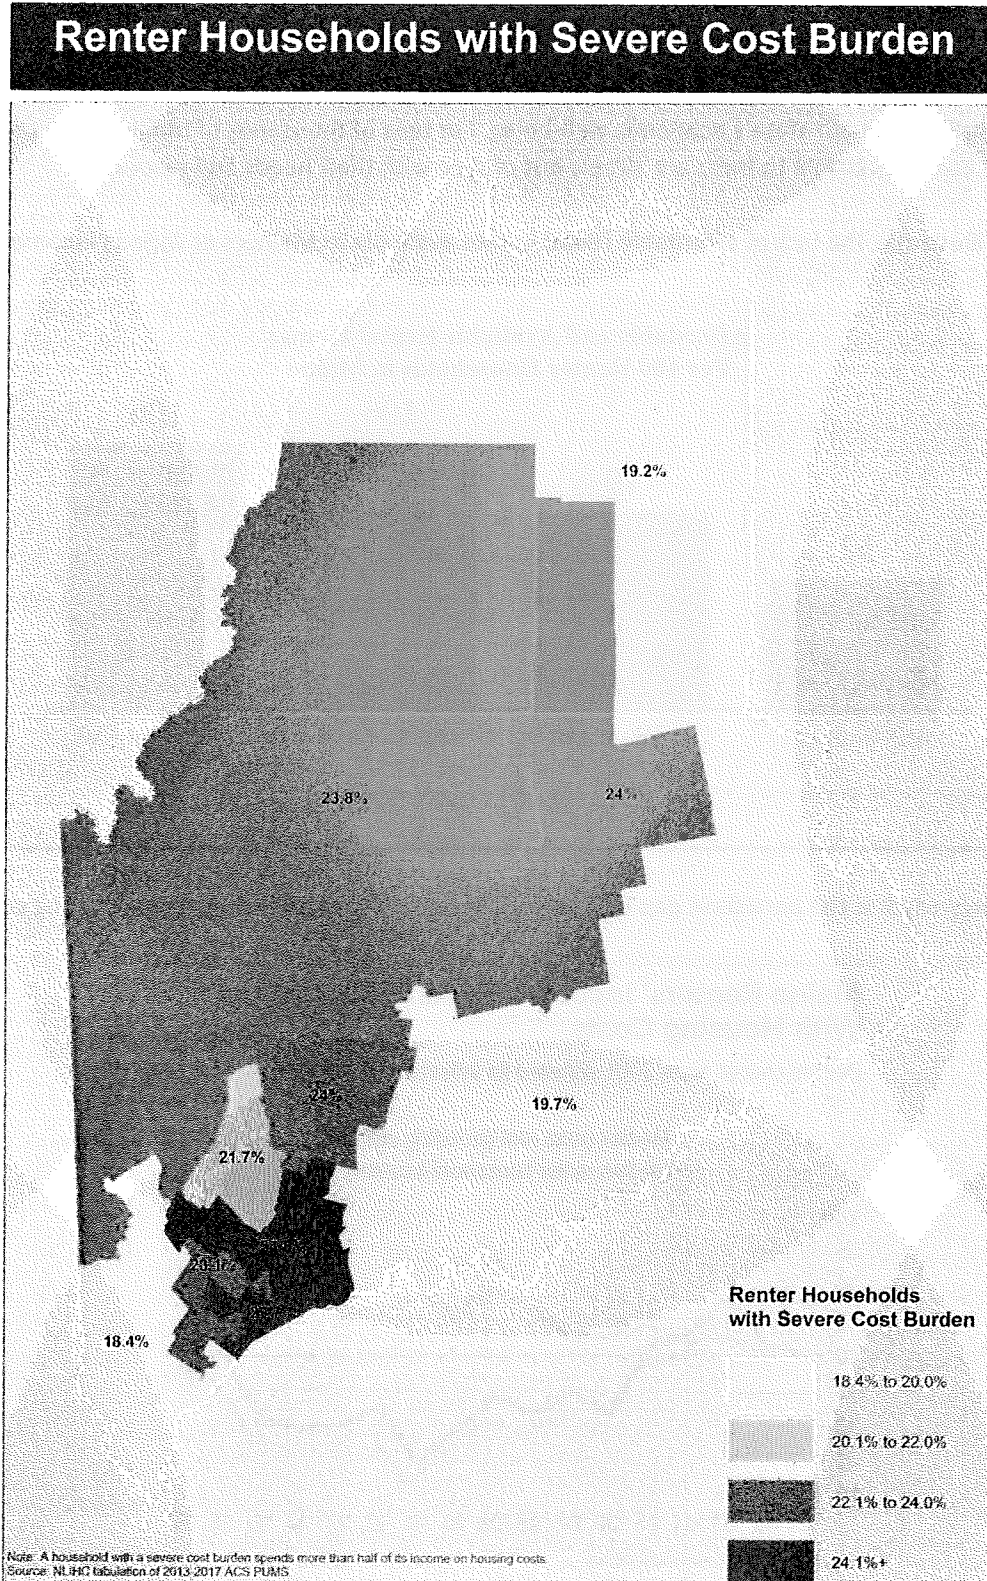 Renter Households with Severe Cost Burden
19.2%
23.8%
24%
24%
19.7%
21.7%
18.4%
Renter Households
with Severe Cost Burden
18.4% to 20.0%
20.1% to 22.0%
22.1% to 24.0%
24.1%+
Note: A household with a severe cost burden spends more than half of its income on housing costs.
Source: NLIHC tabulation of 2013-2017 ACS PUMS